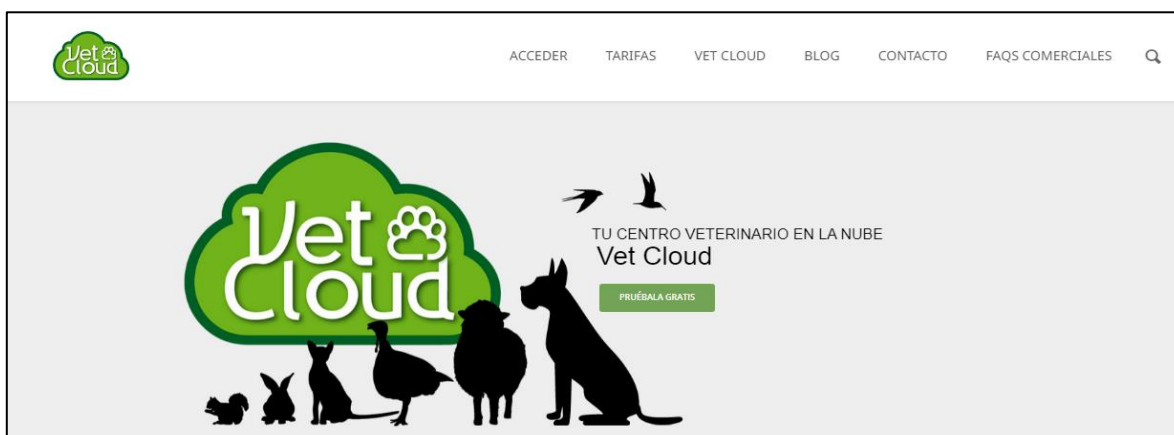 Vet
Cloud
ACCEDER TARIFAS VET CLOUD BLOG CONTACTO FAQS COMERCIALES
Vet
Cloud
TU CENTRO VETERINARIO EN LA NUBE
Vet Cloud
PRUÉBALA GRATIS